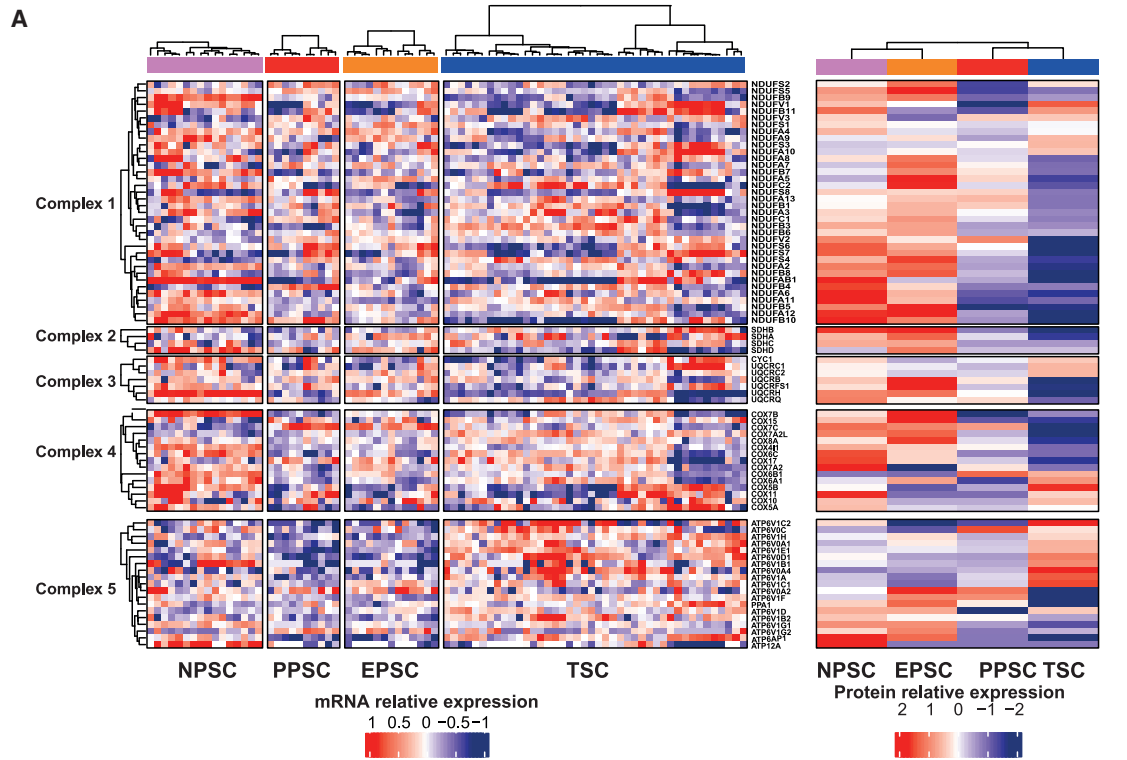 A
NDUFS2
NDUFS5
NDUFB9
NDUFV1
NDUFB11
NDUFV3
NDUFS1
NDUFA4
NDUFA9
NDUFS3
NDUFA10
NDUFA8
NDUFA7
NDUFB7
NDUFA5
NDUFC2
NDUFS8
NDUFA13
Complex 1
NDUFB1
NDUFA3
NDUFC1
NDUFB3
NDUFB6
NDUFV2
NDUFS6
NDUFS7
NDUFS4
NDUFA2
NDUFB8
NDUFAB1
NDUFB4
NDUFA6
NDUFA11
NDUFB5
NDUFA12
NDUFB10
Complex 2
SDHB
SDHA
SDHC
SDHD
Complex 3
CYC1
UQCRC1
UQCRC2
UQCRB
UQCRFS1
UQCRH
UQCRQ
Complex 4
COX7B
COX15
COX7C
COX7A2L
COX8A
COX4I1
COX6C
COX17
COX7A2
COX6B1
COX6A1
COX5B
COX11
COX10
COX5A
Complex 5
ATP6V1C2
ATP6V0C
ATP6V1H
ATP6V0A1
ATP6V1E1
ATP6V0D1
ATP6V1B1
ATP6V0A4
ATP6V1A
ATP6V1C1
ATP6V0A2
ATP6V1F
PPA1
ATP6V1D
ATP6V1B2
ATP6V1G1
ATP6V1G2
ATP6AP1
ATP12A
NPSC PPSC EPSC TSC
NPSC EPSC PPSC TSC
mRNA relative expression
1 0.5 0 −0.5 −1
Protein relative expression
2 1 0 −1 −2